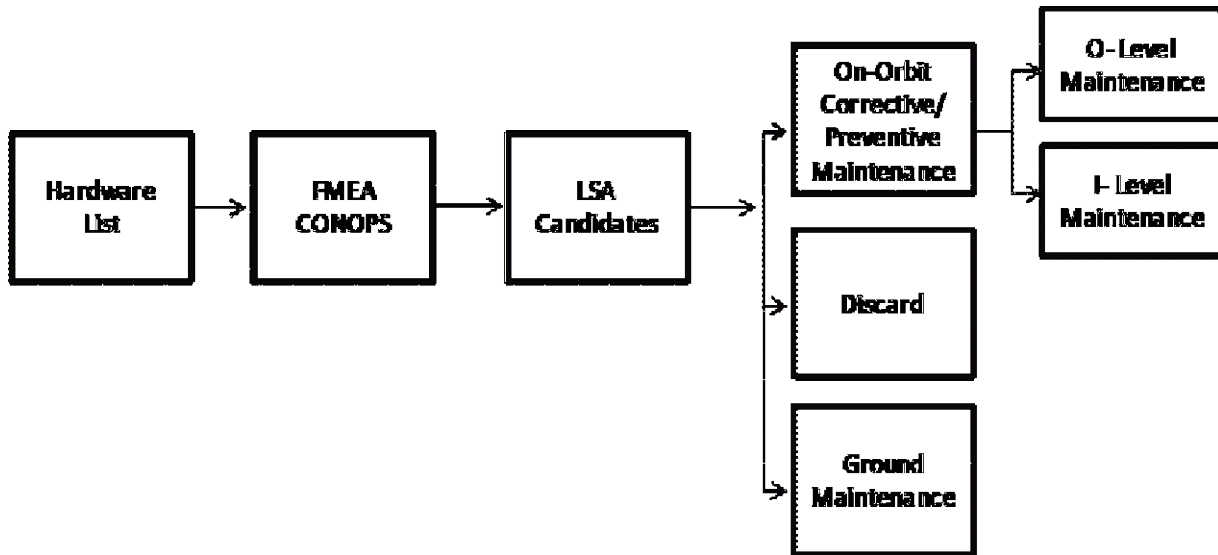 Hardware
List
FMEA
CONOPS
LSA
Candidates
On-Orbit
Corrective/
Preventive
Maintenance
O-Level
Maintenance
I-Level
Maintenance
Discard
Ground
Maintenance